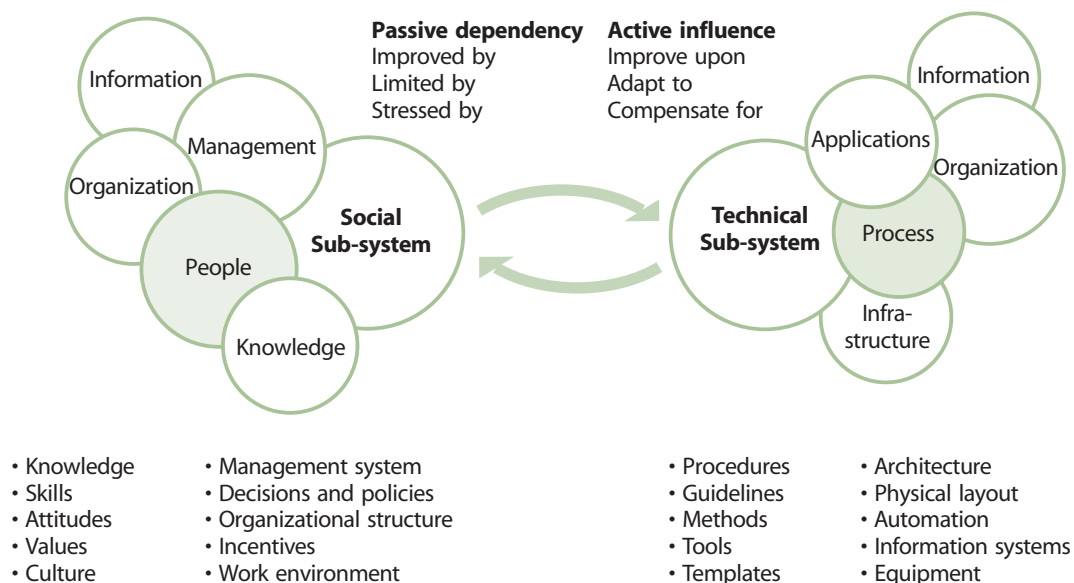 Passive dependency
Improved by
Limited by
Stressed by
Active influence
Improve upon
Adapt to
Compensate for
Information
Management
Organization
People
Knowledge
Social
Sub-system
Technical
Sub-system
Applications
Information
Organization
Process
Infra-
structure
• Knowledge
• Skills
• Attitudes
• Values
• Culture
• Management system
• Decisions and policies
• Organizational structure
• Incentives
• Work environment
• Procedures
• Guidelines
• Methods
• Tools
• Templates
• Architecture
• Physical layout
• Automation
• Information systems
• Equipment